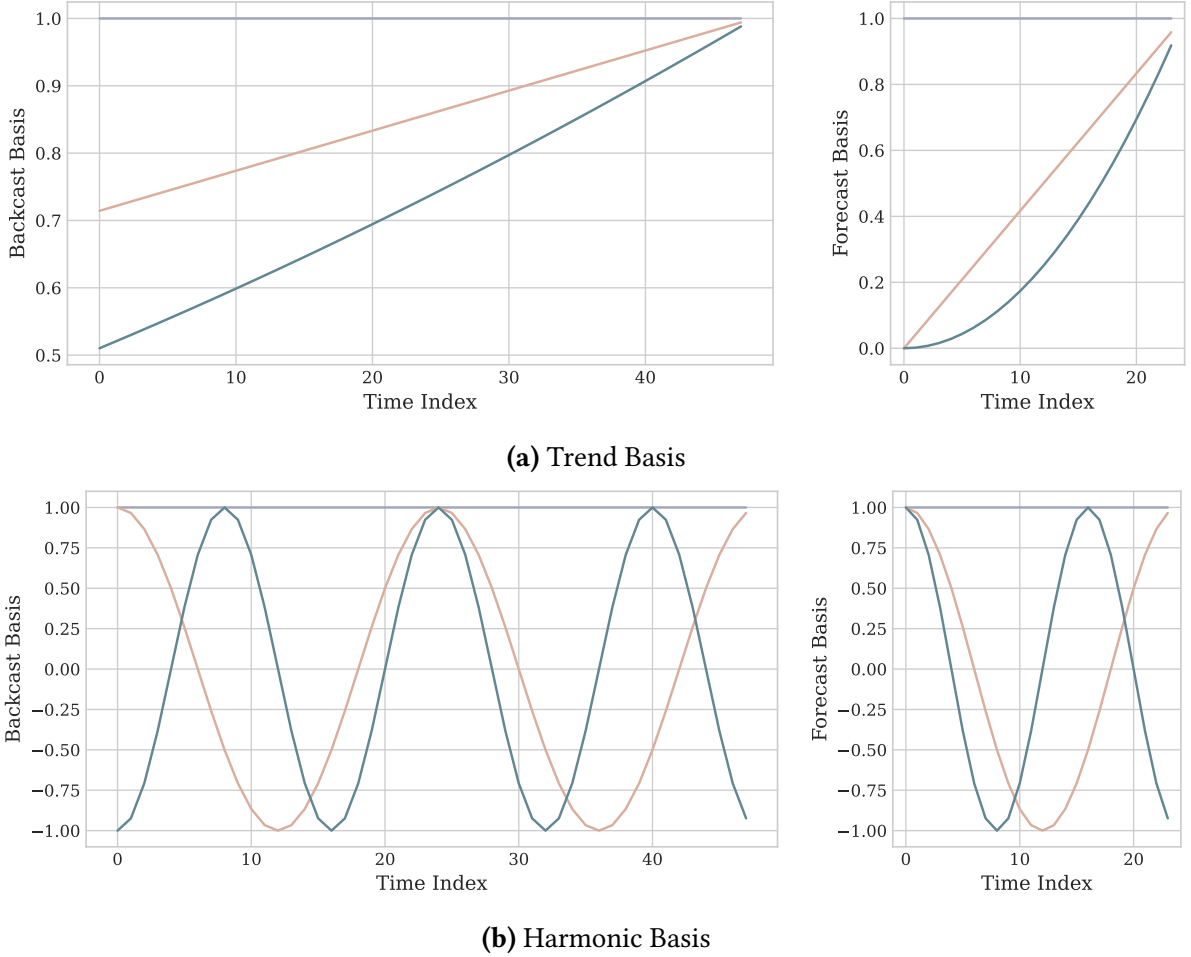 1.0
0.9
0.8
0.7
0.6
0.5
Backcast Basis
0 10 20 30 40
Time Index
1.0
0.8
0.6
0.4
0.2
0.0
Forecast Basis
0 10 20
Time Index
(a) Trend Basis
1.00
0.75
0.50
0.25
0.00
−0.25
−0.50
−0.75
−1.00
Backcast Basis
0 10 20 30 40
Time Index
1.00
0.75
0.50
0.25
0.00
−0.25
−0.50
−0.75
−1.00
Forecast Basis
0 10 20
Time Index
(b) Harmonic Basis